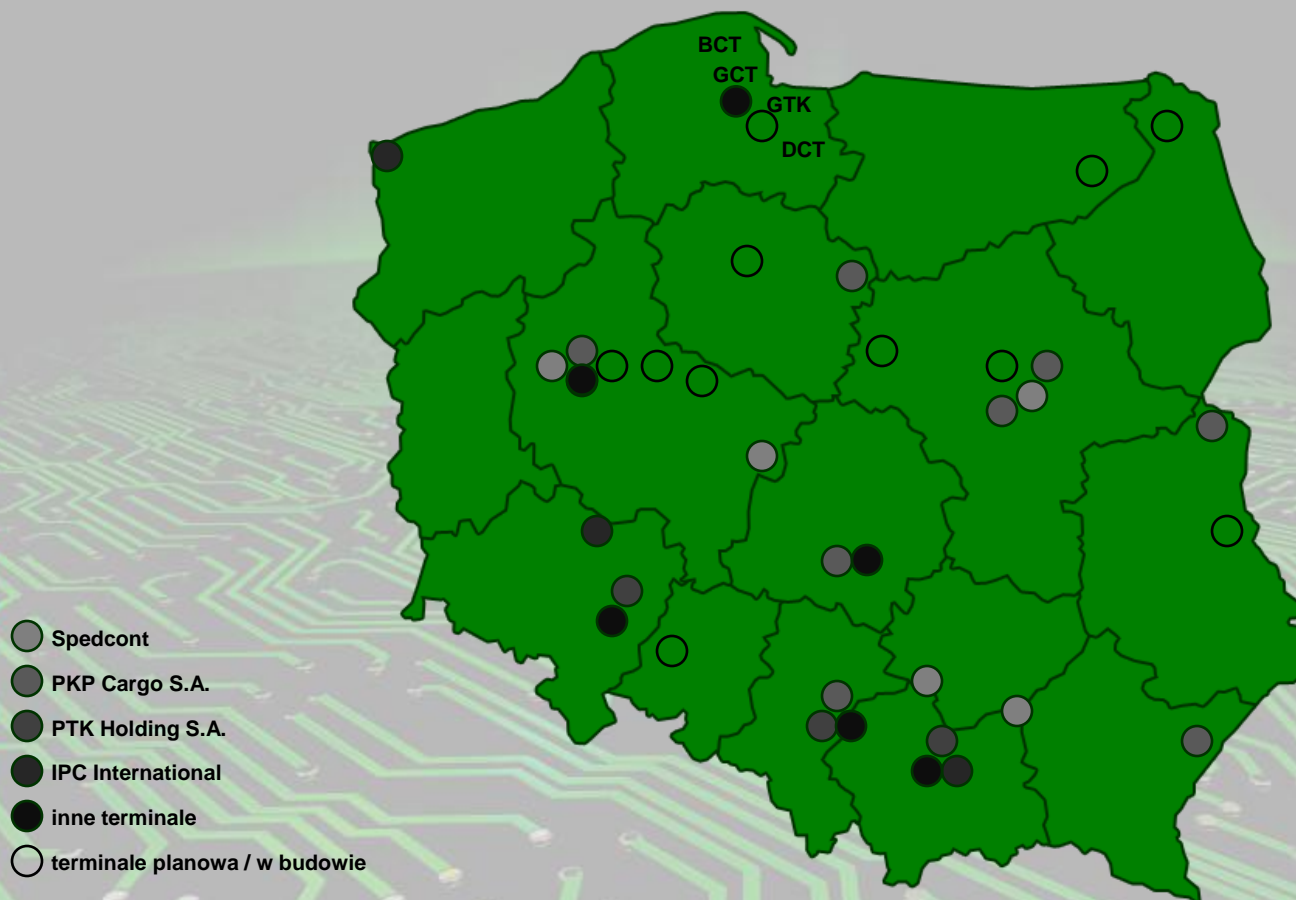 BCT
GCT
GTK
DCT
Spedcont
PKP Cargo S.A.
PTK Holding S.A.
IPC International
inne terminale
terminale planowa / w budowie